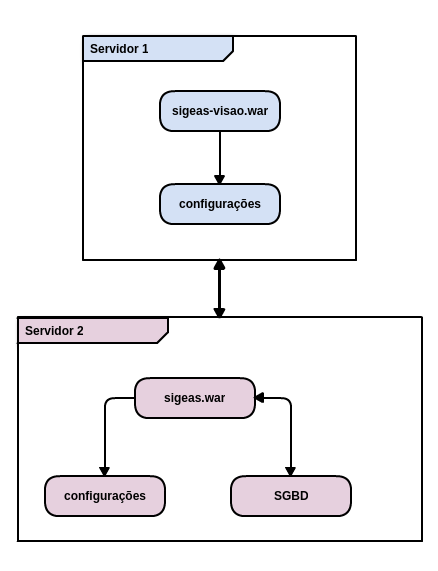 Servidor 1
sigeas-visao.war
configurações
Servidor 2
sigeas.war
configurações
SGBD